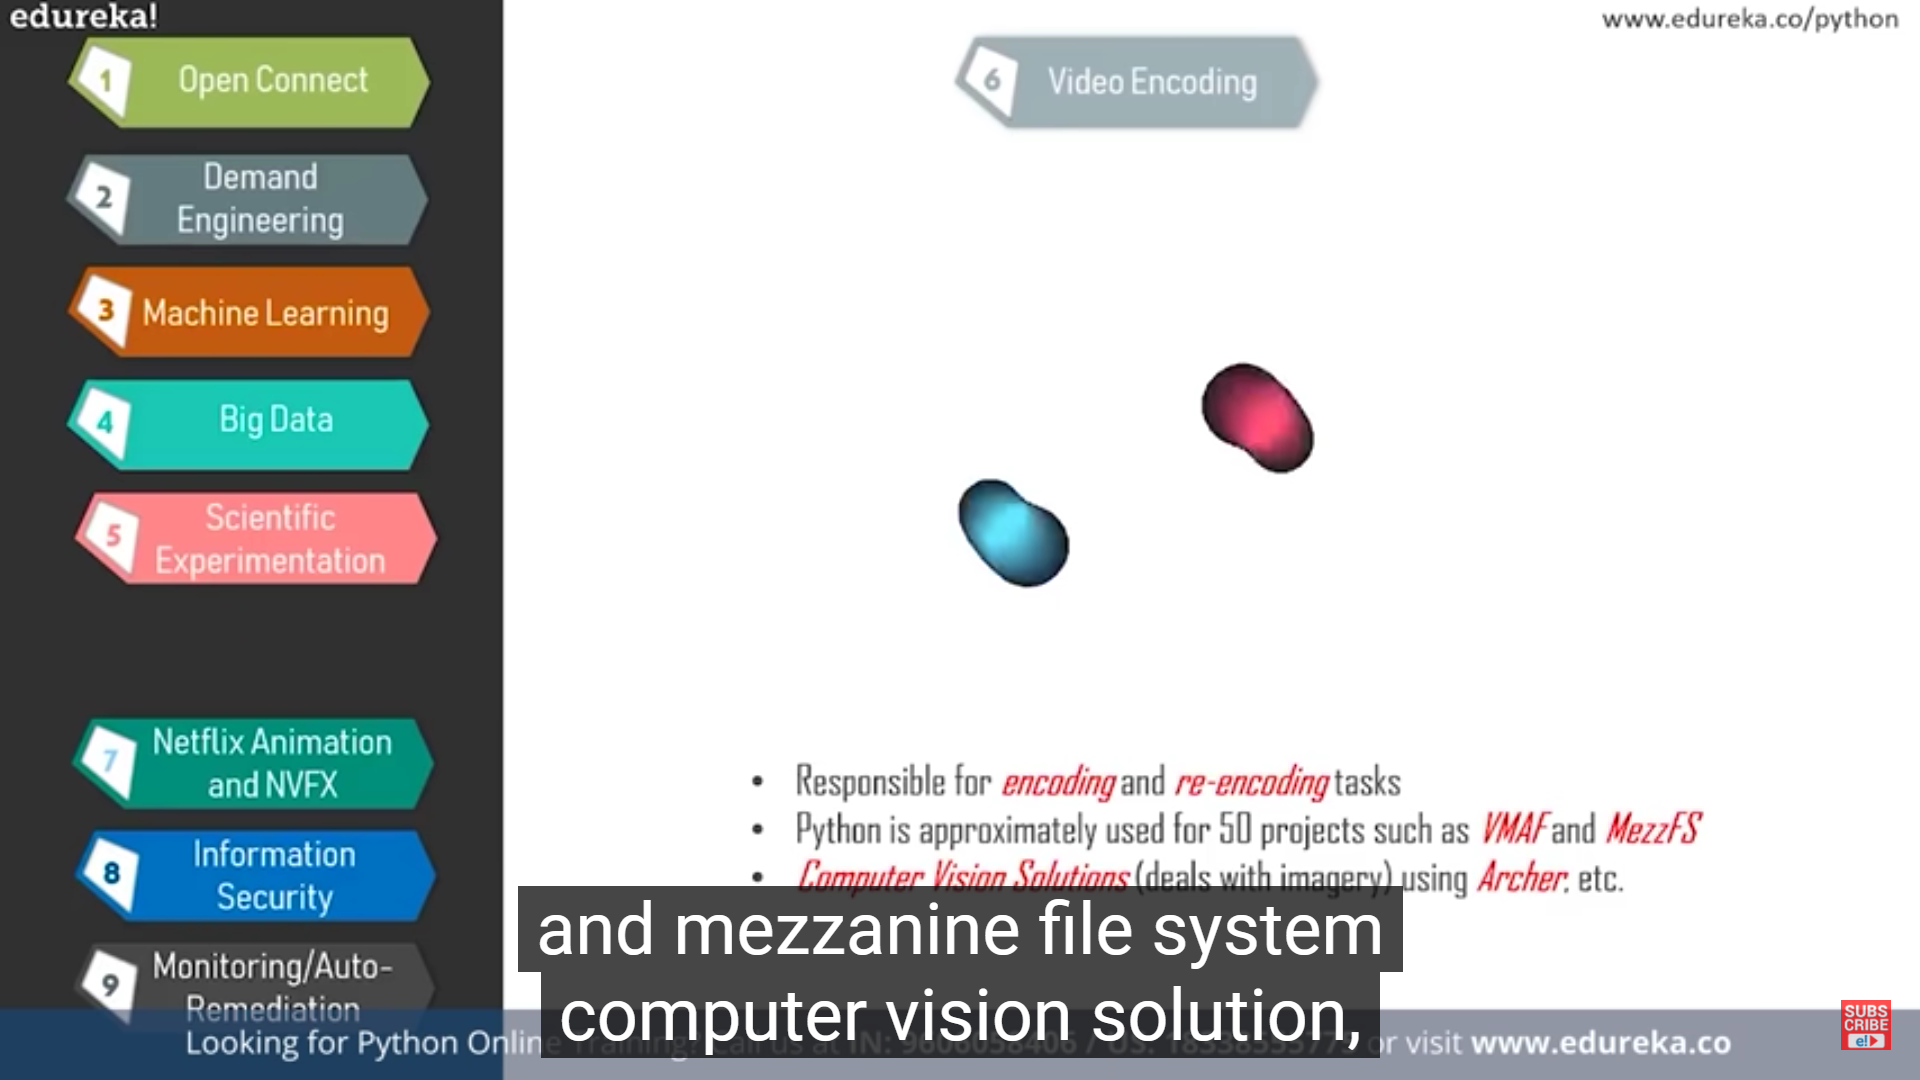 edureka!
www.edureka.co/python
1 Open Connect
2 Demand
Engineering
3 Machine Learning
4 Big Data
5 Scientific
Experimentation
7 Netflix Animation
and NVFX
8 Information
Security
9 Monitoring/Auto-
Remediation
6 Video Encoding
• Responsible for encoding and re-encoding tasks
• Python is approximately used for 50 projects such as VMAF and MezzFS
• Computer Vision Solutions (deals with imagery) using Archer, etc.
and mezzanine file system
computer vision solution,
Looking for Python Online or visit www.edureka.co
SUBS
CRIBE
e!